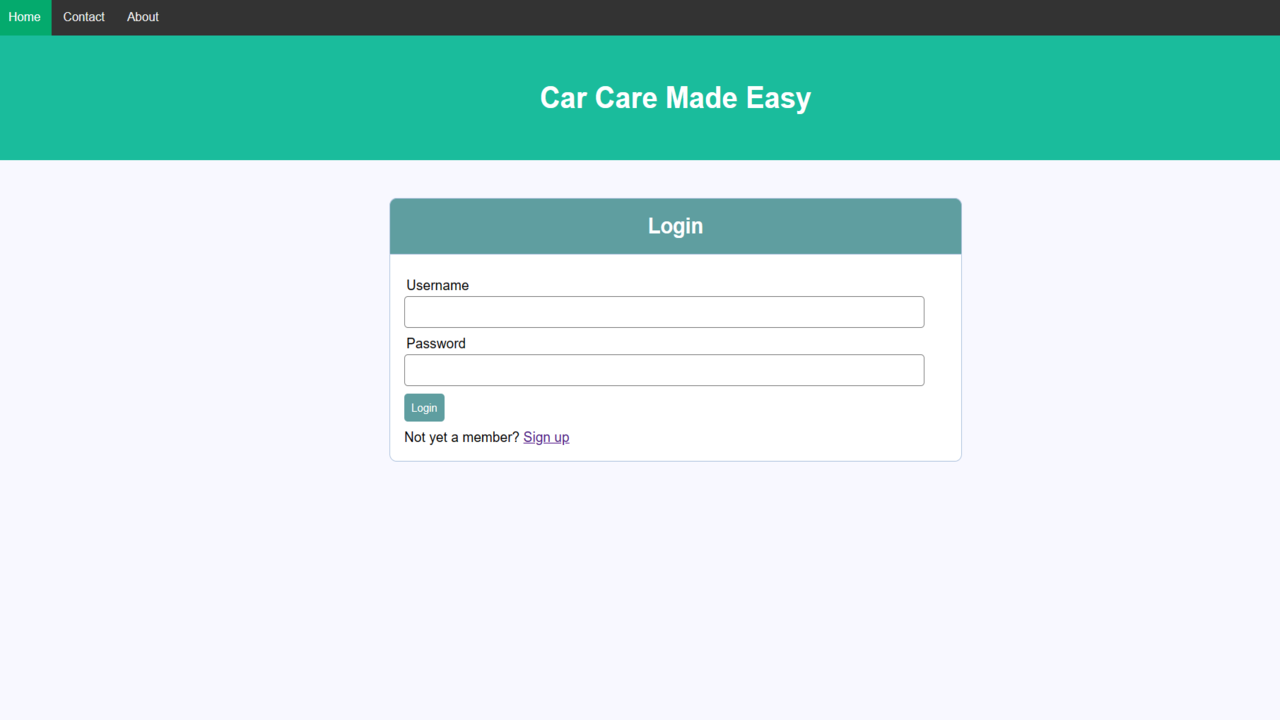 Home Contact About
Car Care Made Easy
Login
Username
Password
Login
Not yet a member? Sign up